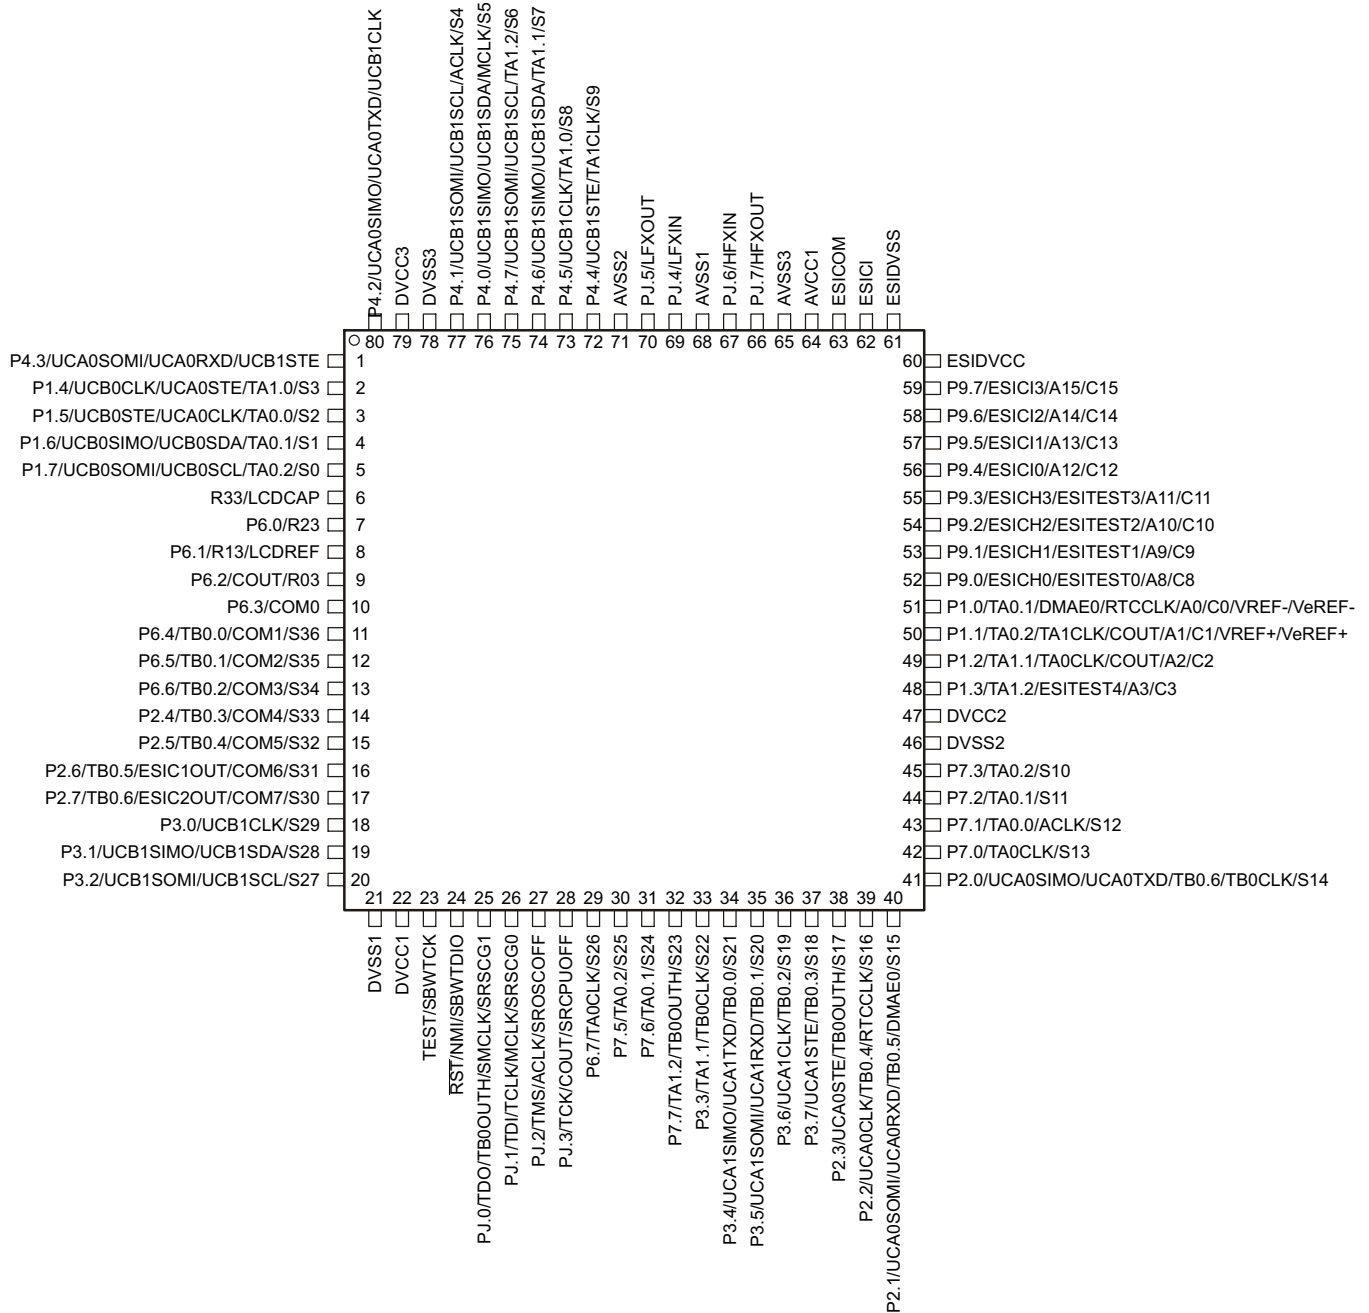 P4.2/UCA0SIMO/UCA0TXD/UCB1CLK
DVCC3
DVSS3
P4.1/UCB1SOMI/UCB1SCL/ACLK/S4
P4.0/UCB1SIMO/UCB1SDA/MCLK/S5
P4.7/UCB1SOMI/UCB1SCL/TA1.2/S6
P4.6/UCB1SIMO/UCB1SDA/TA1.1/S7
P4.5/UCB1CLK/TA1.0/S8
P4.4/UCB1STE/TA1CLK/S9
AVSS2
PJ.5/LFXOUT
PJ.4/LFXIN
AVSS1
PJ.6/HFXIN
PJ.7/HFXOUT
AVSS3
AVCC1
ESICOM
ESICI
ESIDVSS
80 79 78 77 76 75 74 73 72 71 70 69 68 67 66 65 64 63 62 61
P4.3/UCA0SOMI/UCA0RXD/UCB1STE 1
P1.4/UCB0CLK/UCA0STE/TA1.0/S3 2
P1.5/UCB0STE/UCA0CLK/TA0.0/S2 3
P1.6/UCB0SIMO/UCB0SDA/TA0.1/S1 4
P1.7/UCB0SOMI/UCB0SCL/TA0.2/S0 5
R33/LCDCAP 6
P6.0/R23 7
P6.1/R13/LCDREF 8
P6.2/COUT/R03 9
P6.3/COM0 10
P6.4/TB0.0/COM1/S36 11
P6.5/TB0.1/COM2/S35 12
P6.6/TB0.2/COM3/S34 13
P2.4/TB0.3/COM4/S33 14
P2.5/TB0.4/COM5/S32 15
P2.6/TB0.5/ESIC1OUT/COM6/S31 16
P2.7/TB0.6/ESIC2OUT/COM7/S30 17
P3.0/UCB1CLK/S29 18
P3.1/UCB1SIMO/UCB1SDA/S28 19
P3.2/UCB1SOMI/UCB1SCL/S27 20
60 ESIDVCC
59 P9.7/ESICI3/A15/C15
58 P9.6/ESICI2/A14/C14
57 P9.5/ESICI1/A13/C13
56 P9.4/ESICI0/A12/C12
55 P9.3/ESICH3/ESITEST3/A11/C11
54 P9.2/ESICH2/ESITEST2/A10/C10
53 P9.1/ESICH1/ESITEST1/A9/C9
52 P9.0/ESICH0/ESITEST0/A8/C8
51 P1.0/TA0.1/DMAE0/RTCCLK/A0/C0/VREF-/VeREF-
50 P1.1/TA0.2/TA1CLK/COUT/A1/C1/VREF+/VeREF+
49 P1.2/TA1.1/TA0CLK/COUT/A2/C2
48 P1.3/TA1.2/ESITEST4/A3/C3
47 DVCC2
46 DVSS2
45 P7.3/TA0.2/S10
44 P7.2/TA0.1/S11
43 P7.1/TA0.0/ACLK/S12
42 P7.0/TA0CLK/S13
41 P2.0/UCA0SIMO/UCA0TXD/TB0.6/TB0CLK/S14
21 22 23 24 25 26 27 28 29 30 31 32 33 34 35 36 37 38 39 40
DVSS1
DVCC1
TEST/SBWTCK
RST/NMI/SBWTDIO
PJ.0/TDO/TB0OUTH/SMCLK/SRSCG1
PJ.1/TDI/TCLK/MCLK/SRSCG0
PJ.2/TMS/ACLK/SROSCOFF
PJ.3/TCK/COUT/SRCPUOFF
P6.7/TA0CLK/S26
P7.5/TA0.2/S25
P7.6/TA0.1/S24
P7.7/TA1.2/TB0OUTH/S23
P3.3/TA1.1/TB0CLK/S22
P3.4/UCA1SIMO/UCA1TXD/TB0.0/S21
P3.5/UCA1SOMI/UCA1RXD/TB0.1/S20
P3.6/UCA1CLK/TB0.2/S19
P3.7/UCA1STE/TB0.3/S18
P2.3/UCA0STE/TB0OUTH/S17
P2.2/UCA0CLK/TB0.4/RTCCLK/S16
P2.1/UCA0SOMI/UCA0RXD/TB0.5/DMAE0/S15